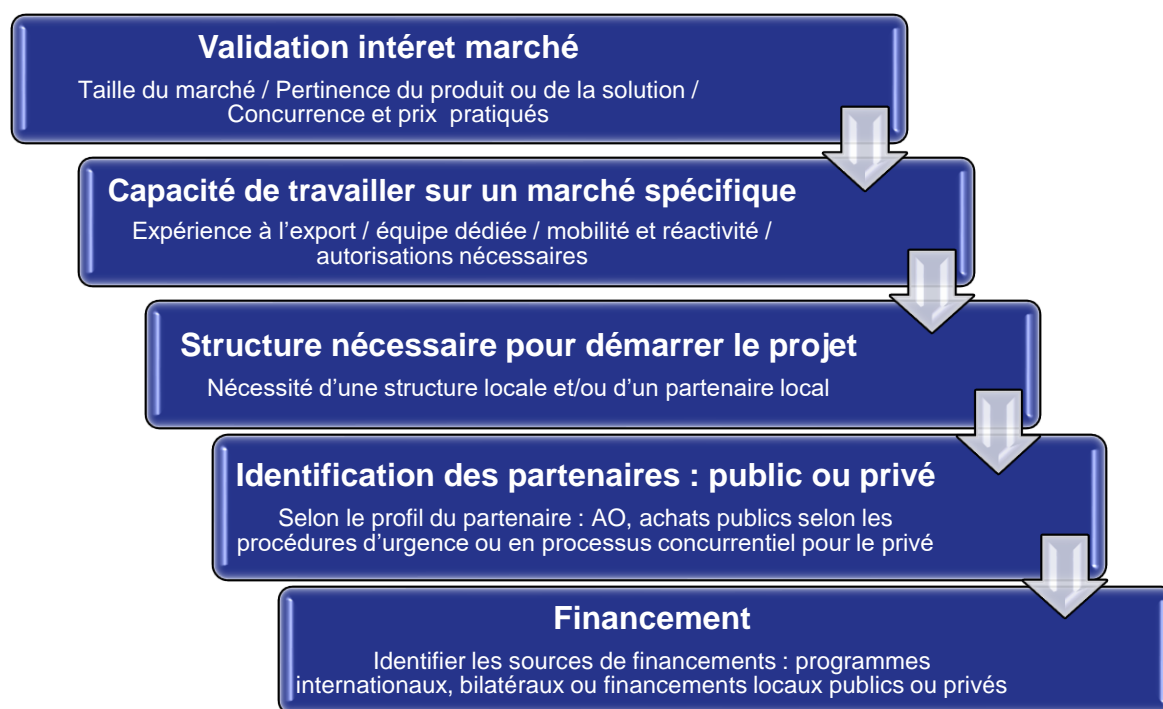 Validation intéret marché
Taille du marché / Pertinence du produit ou de la solution /
Concurrence et prix pratiqués
Capacité de travailler sur un marché spécifique
Expérience à l'export / équipe dédiée / mobilité et réactivité /
autorisations nécessaires
Structure nécessaire pour démarrer le projet
Nécessité d'une structure locale et/ou d'un partenaire local
Identification des partenaires : public ou privé
Selon le profil du partenaire : AO, achats publics selon les
procédures d'urgence ou en processus concurrentiel pour le privé
Financement
Identifier les sources de financements : programmes
internationaux, bilatéraux ou financements locaux publics ou privés